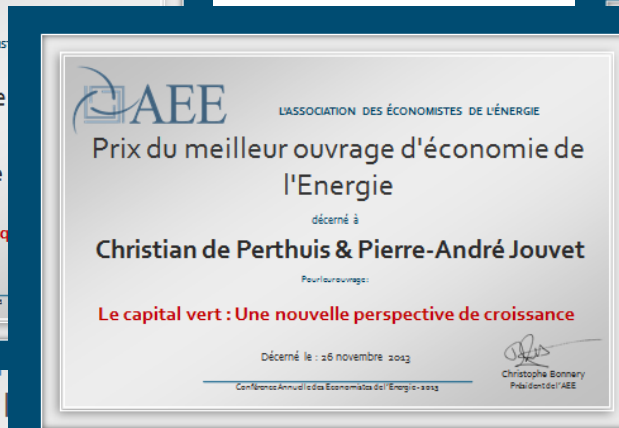 AEE
L'ASSOCIATION DES ÉCONOMISTES DE L'ÉNERGIE
Prix du meilleur ouvrage d'économie de
l'Energie
décerné à
Christian de Perthuis & Pierre-André Jouvet
Pour leur ouvrage :
Le capital vert : Une nouvelle perspective de croissance
Décerné le : 26 novembre 2013
Christophe Bonnery
Président de l'AEE
Conférence Annuelle des Economistes de l'Energie - 2013